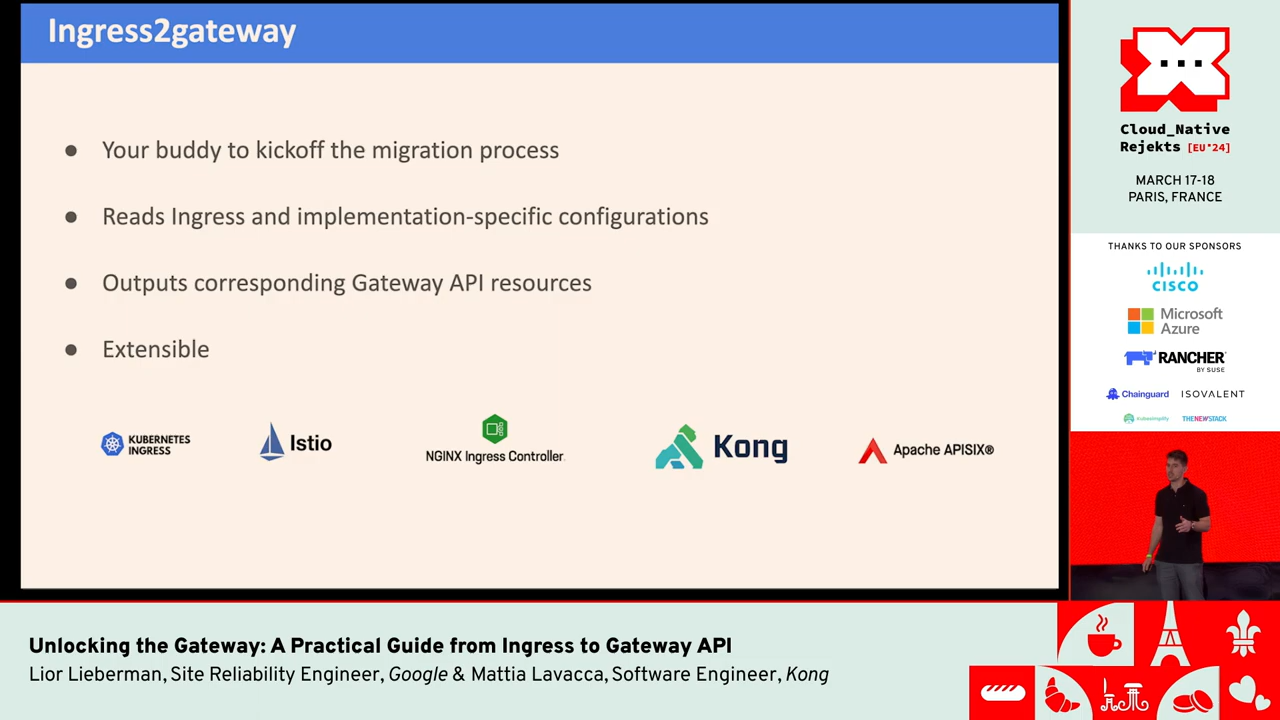 Ingress2gateway
● Your buddy to kickoff the migration process
● Reads Ingress and implementation-specific configurations
● Outputs corresponding Gateway API resources
● Extensible
KUBERNETES
INGRESS
Istio
NGINX Ingress Controller
Kong
Apache APISIX®
Cloud_Native
Rejekts [EU'24]
MARCH 17-18
PARIS, FRANCE
THANKS TO OUR SPONSORS
CISCO
Microsoft
Azure
RANCHER
BY SUSE
Chainguard ISOVALENT
kubesimplify THENEWSTACK
Unlocking the Gateway: A Practical Guide from Ingress to Gateway API
Lior Lieberman, Site Reliability Engineer, Google & Mattia Lavacca, Software Engineer, Kong